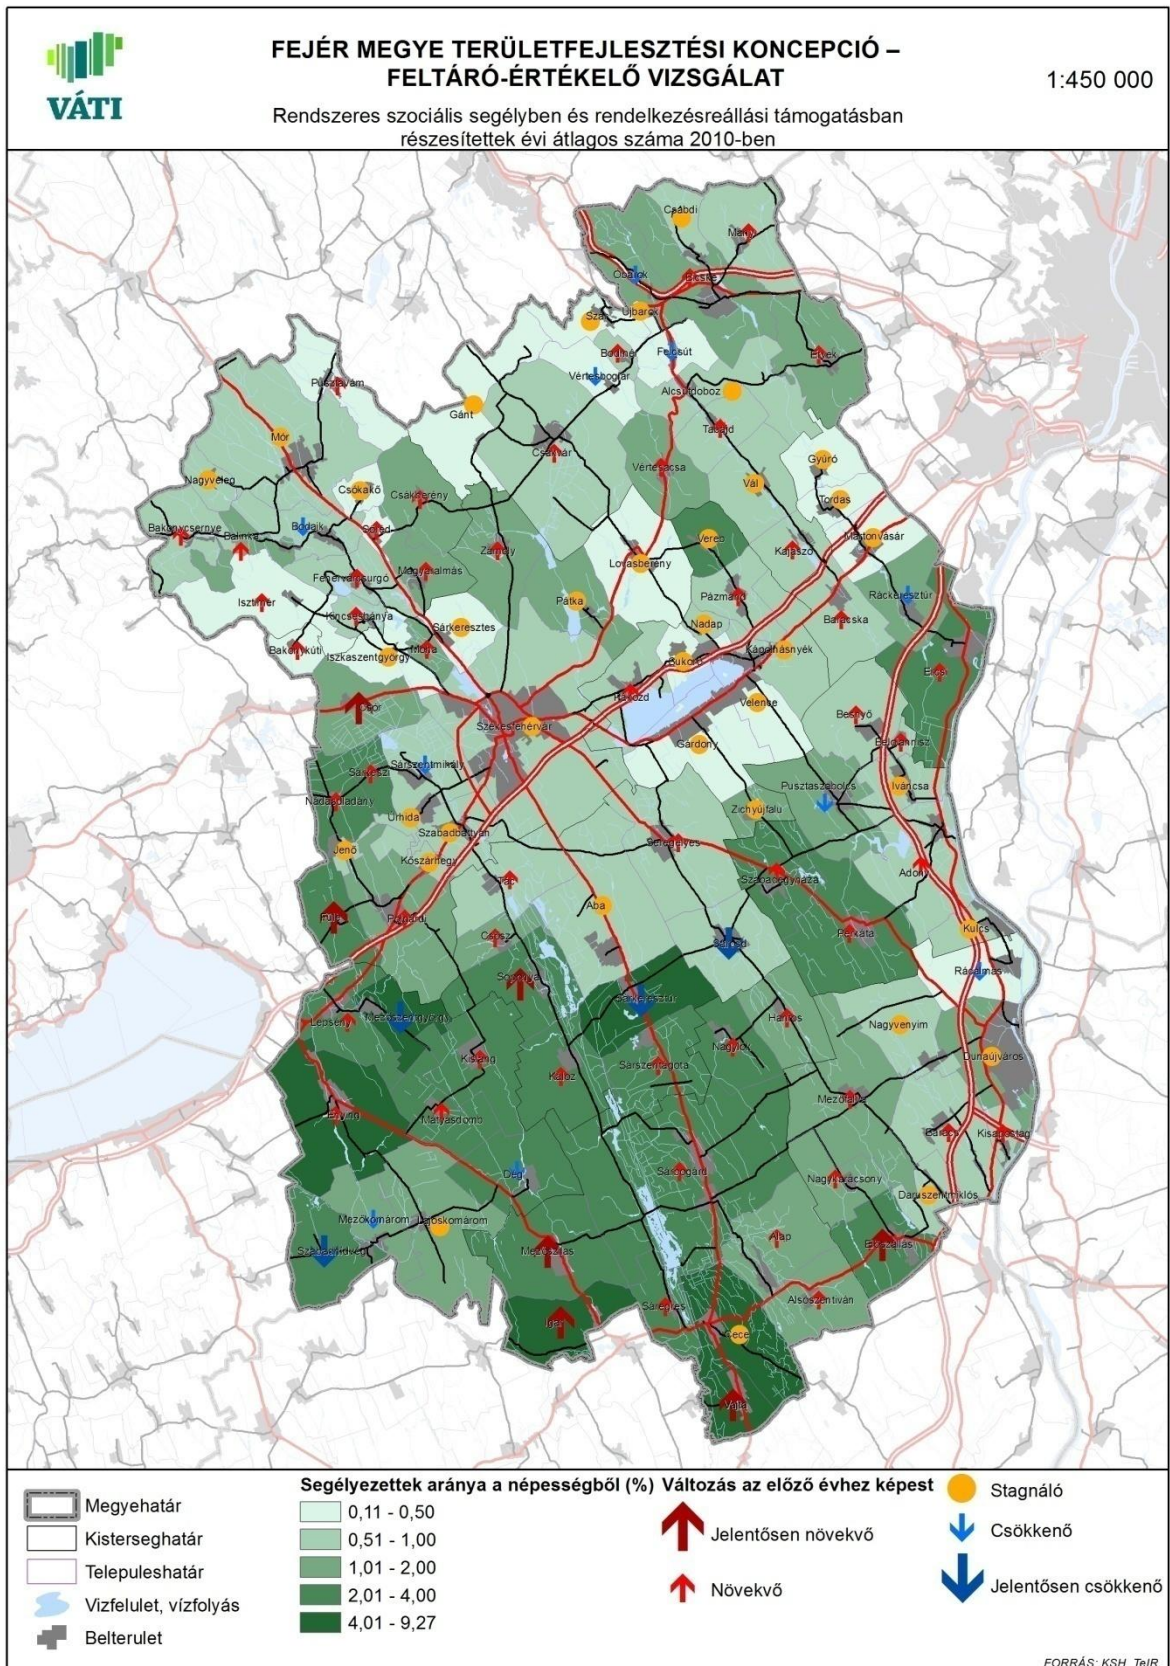 VÁTI
FEJÉR MEGYE TERÜLETFEJLESZTÉSI KONCEPCIÓ –
FELTÁRÓ-ÉRTÉKELŐ VIZSGÁLAT
Rendszeres szociális segélyben és rendelkezésreállási támogatásban
részesítettek évi átlagos száma 2010-ben
1:450 000
Csabdi
Mány
Óbarok
Bicske
Újbarok
Szár
Bodmér
Felcsút
Etyek
Vértesboglár
Pusztavám
Alcsútdoboz
Gánt
Tabajd
Mór
Csákvár
Gyúró
Vértesacsa
Nagyveleg
Vál
Csókakő
Csákberény
Tordas
Bakonycsernye
Bodajk
Söréd
Balinka
Vereb
Martonvásár
Zámoly
Kajászó
Lovasberény
Fehérvárcsurgó
Magyaralmás
Isztimér
Pátka
Pázmánd
Ráckeresztúr
Kincsesbánya
Baracska
Sárkeresztes
Nadap
Bakonykúti
Moha
Iszkaszentgyörgy
Kápolnásnyék
Sukoró
Ercsi
Pákozd
Csór
Velence
Besnyő
Székesfehérvár
Gárdony
Beloiannisz
Sárszentmihály
Sárkeszi
Pusztaszabolcs
Iváncsa
Nádasdladány
Úrhida
Zichyújfalu
Szabadbattyán
Seregélyes
Jenő
Kőszárhegy
Adony
Tác
Szabadegyháza
Aba
Füle
Polgárdi
Kulcs
Perkáta
Csősz
Sárosd
Rácalmás
Soponya
Sárkeresztúr
Lepsény
Mezőszentgyörgy
Hantos
Nagyvenyim
Nagylók
Dunaújváros
Kisláng
Sárszentágota
Káloz
Mezőfalva
Enying
Mátyásdomb
Baracs
Kisapostag
Dég
Sárbogárd
Nagykarácsony
Daruszentmiklós
Mezőkomárom
Lajoskomárom
Alap
Előszállás
Szabadhídvég
Mezőszilas
Alsószentiván
Sáregres
Igar
Cece
Vajta
Megyehatár
Kisterseghatár
Telepuleshatár
Vizfelulet, vízfolyás
Belterulet
Segélyezettek aránya a népességből (%)
0,11 - 0,50
0,51 - 1,00
1,01 - 2,00
2,01 - 4,00
4,01 - 9,27
Változás az előző évhez képest
Jelentősen növekvő
Növekvő
Stagnáló
Csökkenő
Jelentősen csökkenő
FORRÁS: KSH, TeIR